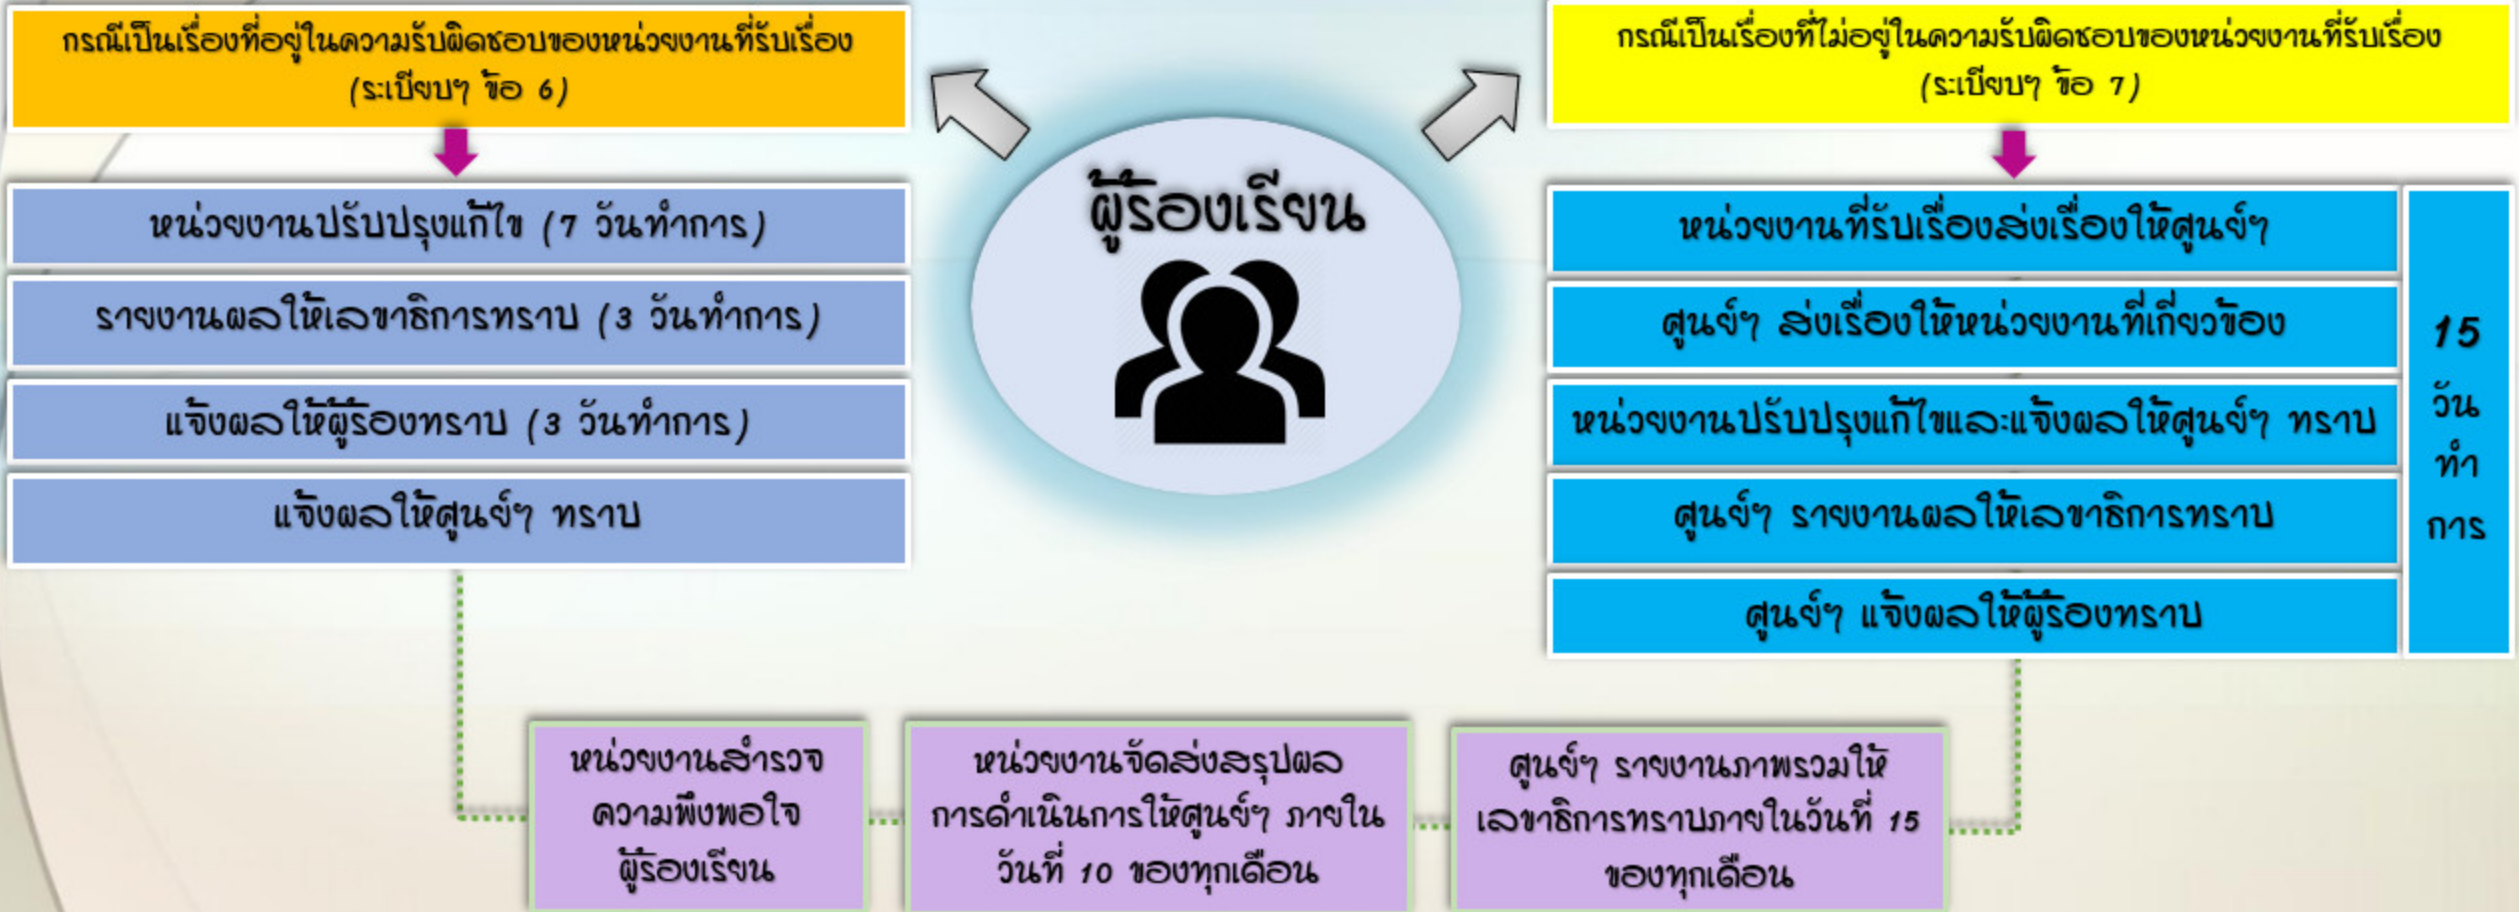 กรณีเป็นเรื่องที่อยู่ในความรับผิดชอบของหน่วยงานที่รับเรื่อง
(ระเบียบฯ ข้อ 6)
หน่วยงานปรับปรุงแก้ไข (7 วันทำการ)
รายงานผลให้เลขาธิการทราบ (3 วันทำการ)
แจ้งผลให้ผู้ร้องทราบ (3 วันทำการ)
แจ้งผลให้ศูนย์ฯ ทราบ
ผู้ร้องเรียน
กรณีเป็นเรื่องที่ไม่อยู่ในความรับผิดชอบของหน่วยงานที่รับเรื่อง
(ระเบียบฯ ข้อ 7)
หน่วยงานที่รับเรื่องส่งเรื่องให้ศูนย์ฯ
ศูนย์ฯ ส่งเรื่องให้หน่วยงานที่เกี่ยวข้อง
หน่วยงานปรับปรุงแก้ไขและแจ้งผลให้ศูนย์ฯ ทราบ
ศูนย์ฯ รายงานผลให้เลขาธิการทราบ
ศูนย์ฯ แจ้งผลให้ผู้ร้องทราบ
15
วัน
ทำ
การ
หน่วยงานสำรวจ
ความพึงพอใจ
ผู้ร้องเรียน
หน่วยงานจัดส่งสรุปผล
การดำเนินการให้ศูนย์ฯ ภายใน
วันที่ 10 ของทุกเดือน
ศูนย์ฯ รายงานภาพรวมให้
เลขาธิการทราบภายในวันที่ 15
ของทุกเดือน